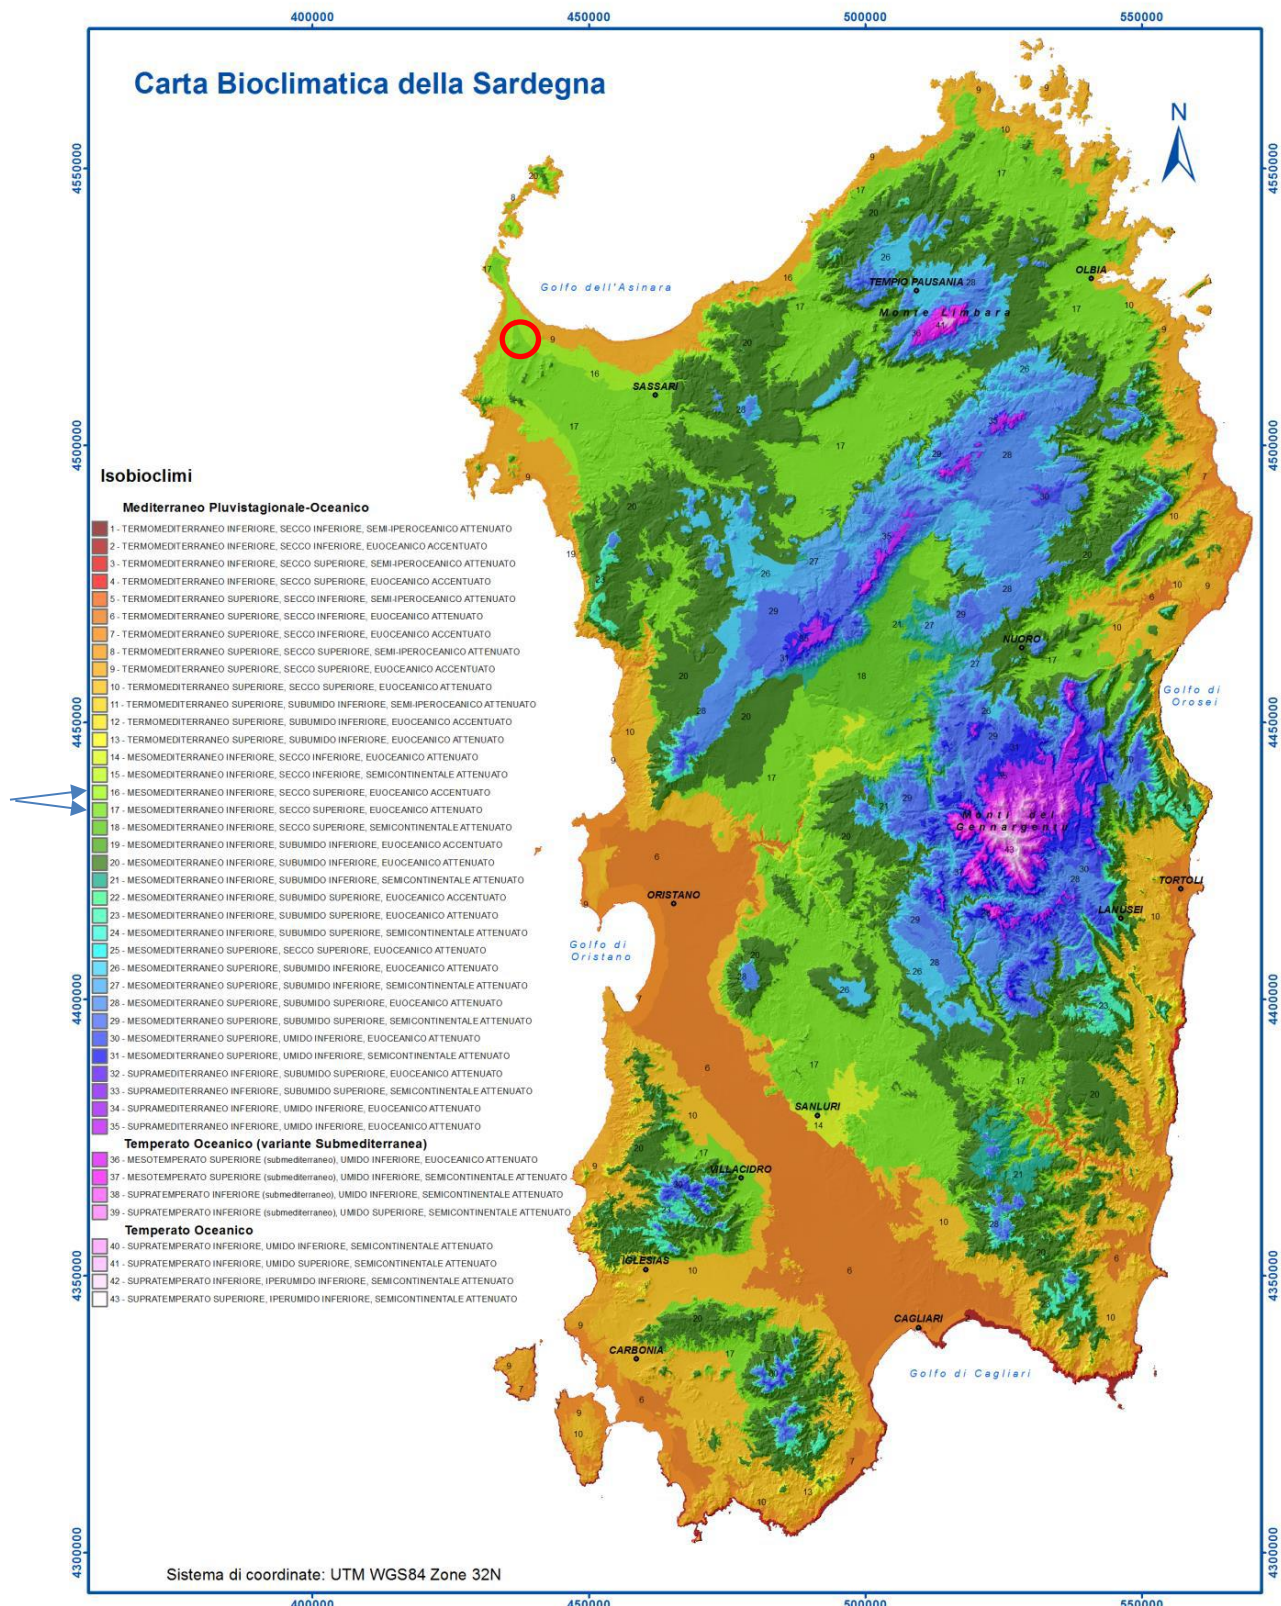 400000 450000 500000 550000
Carta Bioclimatica della Sardegna
N
4550000
4550000
Golfo dell'Asinara
TEMPIO PAUSANIA
OLBIA
Monte Limbara
SASSARI
4500000
4500000
Isobioclimi
Mediterraneo Pluvistagionale-Oceanico
1 - TERMOMEDITERRANEO INFERIORE, SECCO INFERIORE, SEMI-IPEROCEANICO ATTENUATO
2 - TERMOMEDITERRANEO INFERIORE, SECCO INFERIORE, EUOCEANICO ACCENTUATO
3 - TERMOMEDITERRANEO INFERIORE, SECCO SUPERIORE, SEMI-IPEROCEANICO ATTENUATO
4 - TERMOMEDITERRANEO INFERIORE, SECCO SUPERIORE, EUOCEANICO ACCENTUATO
5 - TERMOMEDITERRANEO SUPERIORE, SECCO INFERIORE, SEMI-IPEROCEANICO ATTENUATO
6 - TERMOMEDITERRANEO SUPERIORE, SECCO INFERIORE, EUOCEANICO ATTENUATO
7 - TERMOMEDITERRANEO SUPERIORE, SECCO INFERIORE, EUOCEANICO ACCENTUATO
8 - TERMOMEDITERRANEO SUPERIORE, SECCO SUPERIORE, SEMI-IPEROCEANICO ATTENUATO
9 - TERMOMEDITERRANEO SUPERIORE, SECCO SUPERIORE, EUOCEANICO ACCENTUATO
10 - TERMOMEDITERRANEO SUPERIORE, SECCO SUPERIORE, EUOCEANICO ATTENUATO
11 - TERMOMEDITERRANEO SUPERIORE, SUBUMIDO INFERIORE, SEMI-IPEROCEANICO ATTENUATO
12 - TERMOMEDITERRANEO SUPERIORE, SUBUMIDO INFERIORE, EUOCEANICO ACCENTUATO
13 - TERMOMEDITERRANEO SUPERIORE, SUBUMIDO INFERIORE, EUOCEANICO ATTENUATO
14 - MESOMEDITERRANEO INFERIORE, SECCO INFERIORE, EUOCEANICO ATTENUATO
15 - MESOMEDITERRANEO INFERIORE, SECCO INFERIORE, SEMICONTINENTALE ATTENUATO
16 - MESOMEDITERRANEO INFERIORE, SECCO SUPERIORE, EUOCEANICO ACCENTUATO
17 - MESOMEDITERRANEO INFERIORE, SECCO SUPERIORE, EUOCEANICO ATTENUATO
18 - MESOMEDITERRANEO INFERIORE, SECCO SUPERIORE, SEMICONTINENTALE ATTENUATO
19 - MESOMEDITERRANEO INFERIORE, SUBUMIDO INFERIORE, EUOCEANICO ACCENTUATO
20 - MESOMEDITERRANEO INFERIORE, SUBUMIDO INFERIORE, EUOCEANICO ATTENUATO
21 - MESOMEDITERRANEO INFERIORE, SUBUMIDO INFERIORE, SEMICONTINENTALE ATTENUATO
22 - MESOMEDITERRANEO INFERIORE, SUBUMIDO SUPERIORE, EUOCEANICO ACCENTUATO
23 - MESOMEDITERRANEO INFERIORE, SUBUMIDO SUPERIORE, EUOCEANICO ATTENUATO
24 - MESOMEDITERRANEO INFERIORE, SUBUMIDO SUPERIORE, SEMICONTINENTALE ATTENUATO
25 - MESOMEDITERRANEO SUPERIORE, SECCO SUPERIORE, EUOCEANICO ATTENUATO
26 - MESOMEDITERRANEO SUPERIORE, SUBUMIDO INFERIORE, EUOCEANICO ATTENUATO
27 - MESOMEDITERRANEO SUPERIORE, SUBUMIDO INFERIORE, SEMICONTINENTALE ATTENUATO
28 - MESOMEDITERRANEO SUPERIORE, SUBUMIDO SUPERIORE, EUOCEANICO ATTENUATO
29 - MESOMEDITERRANEO SUPERIORE, SUBUMIDO SUPERIORE, SEMICONTINENTALE ATTENUATO
30 - MESOMEDITERRANEO SUPERIORE, UMIDO INFERIORE, EUOCEANICO ATTENUATO
31 - MESOMEDITERRANEO SUPERIORE, UMIDO INFERIORE, SEMICONTINENTALE ATTENUATO
32 - SUPRAMEDITERRANEO INFERIORE, SUBUMIDO SUPERIORE, EUOCEANICO ATTENUATO
33 - SUPRAMEDITERRANEO INFERIORE, SUBUMIDO SUPERIORE, SEMICONTINENTALE ATTENUATO
34 - SUPRAMEDITERRANEO INFERIORE, UMIDO INFERIORE, EUOCEANICO ATTENUATO
35 - SUPRAMEDITERRANEO INFERIORE, UMIDO INFERIORE, EUOCEANICO ATTENUATO
Temperato Oceanico (variante Submediterranea)
36 - MESOTEMPERATO SUPERIORE (submediterraneo), UMIDO INFERIORE, EUOCEANICO ATTENUATO
37 - MESOTEMPERATO SUPERIORE (submediterraneo), UMIDO INFERIORE, SEMICONTINENTALE ATTENUATO
38 - SUPRATEMPERATO INFERIORE (submediterraneo), UMIDO INFERIORE, SEMICONTINENTALE ATTENUATO
39 - SUPRATEMPERATO INFERIORE (submediterraneo), UMIDO SUPERIORE, SEMICONTINENTALE ATTENUATO
Temperato Oceanico
40 - SUPRATEMPERATO INFERIORE, UMIDO INFERIORE, SEMICONTINENTALE ATTENUATO
41 - SUPRATEMPERATO INFERIORE, UMIDO SUPERIORE, SEMICONTINENTALE ATTENUATO
42 - SUPRATEMPERATO INFERIORE, IPERUMIDO INFERIORE, SEMICONTINENTALE ATTENUATO
43 - SUPRATEMPERATO SUPERIORE, IPERUMIDO INFERIORE, SEMICONTINENTALE ATTENUATO
NUORO
Golfo di
Orosei
4450000
4450000
Monti del
Gennargentu
ORISTANO
TORTOLI
LANUSEI
Golfo di
Oristano
4400000
4400000
SANLURI
VILLACIDRO
IGLESIAS
4350000
4350000
CAGLIARI
CARBONIA
Golfo di Cagliari
4300000
4300000
Sistema di coordinate: UTM WGS84 Zone 32N
400000 450000 500000 550000